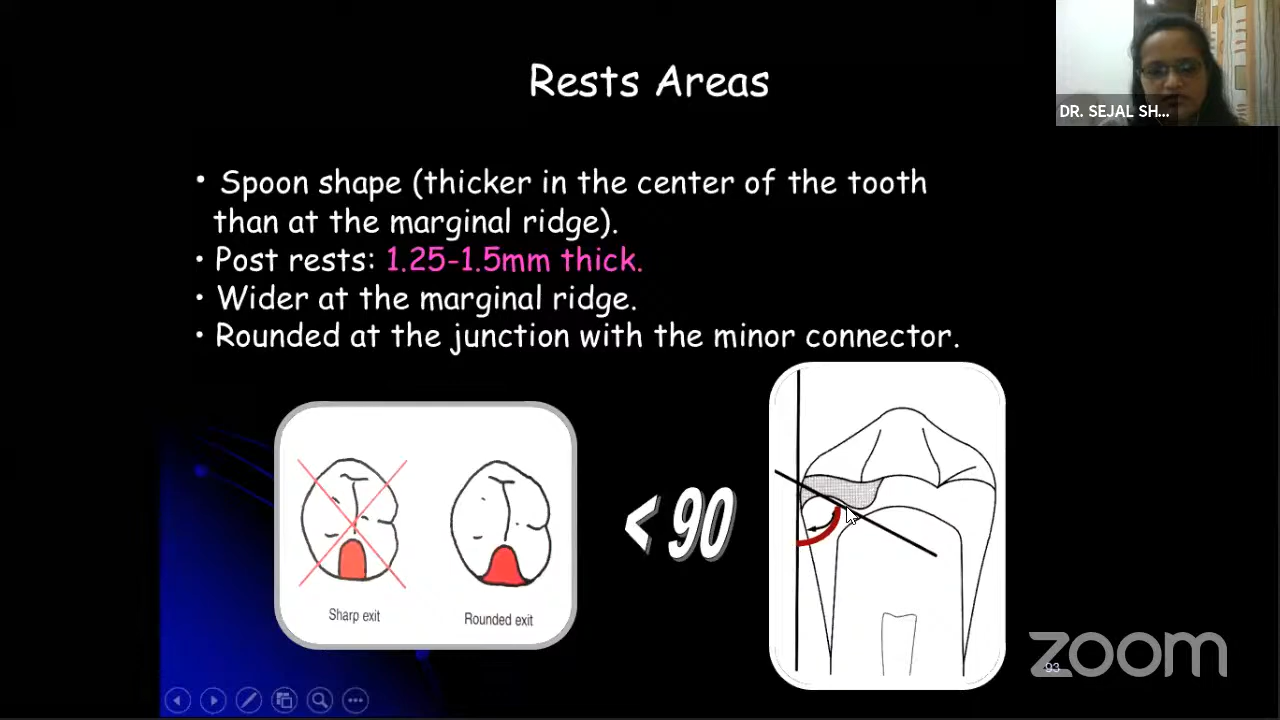 Rests Areas
DR. SEJAL SH...
• Spoon shape (thicker in the center of the tooth
than at the marginal ridge).
• Post rests: 1.25-1.5mm thick.
• Wider at the marginal ridge.
• Rounded at the junction with the minor connector.
< 90
Sharp exit
Rounded exit
zoom
93